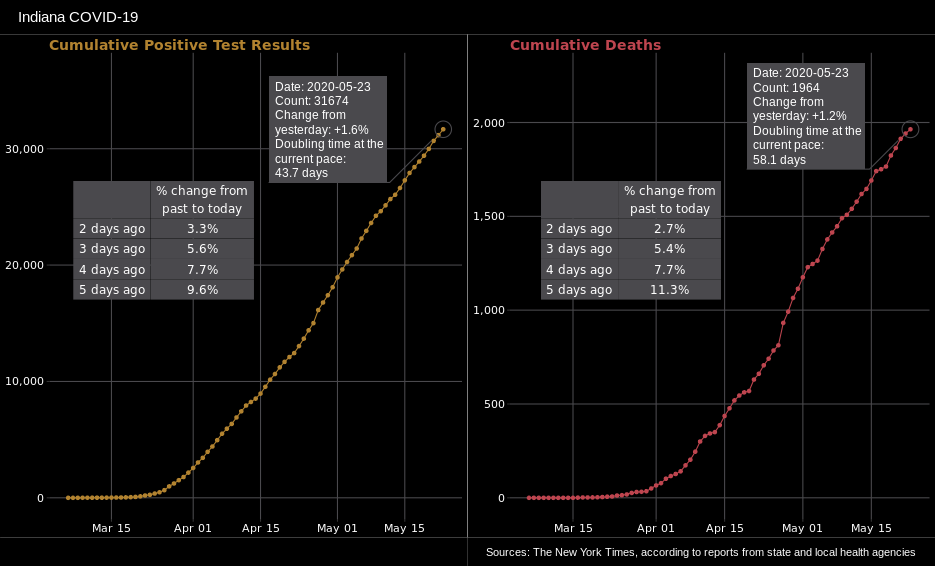 Indiana COVID-19
Cumulative Positive Test Results
Date: 2020-05-23
Count: 31674
Change from
yesterday: +1.6%
Doubling time at the
current pace:
43.7 days
30,000
20,000
10,000
0
% change from
past to today
2 days ago 3.3%
3 days ago 5.6%
4 days ago 7.7%
5 days ago 9.6%
Mar 15 Apr 01 Apr 15 May 01 May 15
Cumulative Deaths
Date: 2020-05-23
Count: 1964
Change from
yesterday: +1.2%
Doubling time at the
current pace:
58.1 days
2,000
1,500
1,000
500
0
% change from
past to today
2 days ago 2.7%
3 days ago 5.4%
4 days ago 7.7%
5 days ago 11.3%
Mar 15 Apr 01 Apr 15 May 01 May 15
Sources: The New York Times, according to reports from state and local health agencies